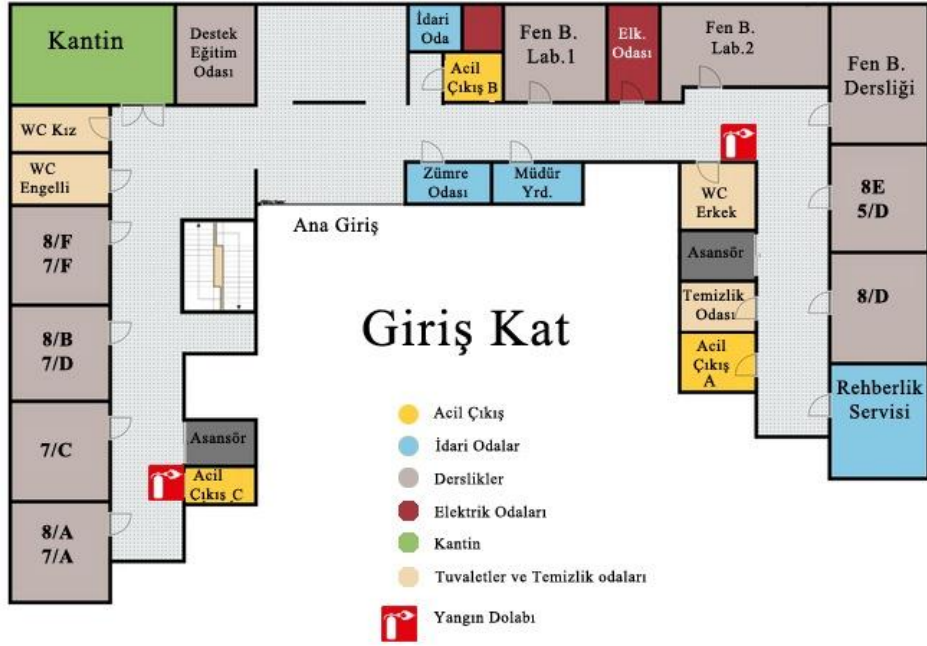 Kantin
Destek
Eğitim
Odası
İdari
Oda
Acil
Çıkış B
Fen B.
Lab.1
Elk.
Odası
Fen B.
Lab.2
Fen B.
Dersliği
WC Kız
WC
Engelli
Zümre
Odası
Müdür
Yrd.
WC
Erkek
8E
5/D
Ana Giriş
8/F
7/F
Asansör
8/D
Temizlik
Odası
Giriş Kat
8/B
7/D
Acil
Çıkış
A
Rehberlik
Servisi
7/C
Asansör
Acil
Çıkış C
8/A
7/A
Acil Çıkış
İdari Odalar
Derslikler
Elektrik Odaları
Kantin
Tuvaletler ve Temizlik odaları
Yangın Dolabı